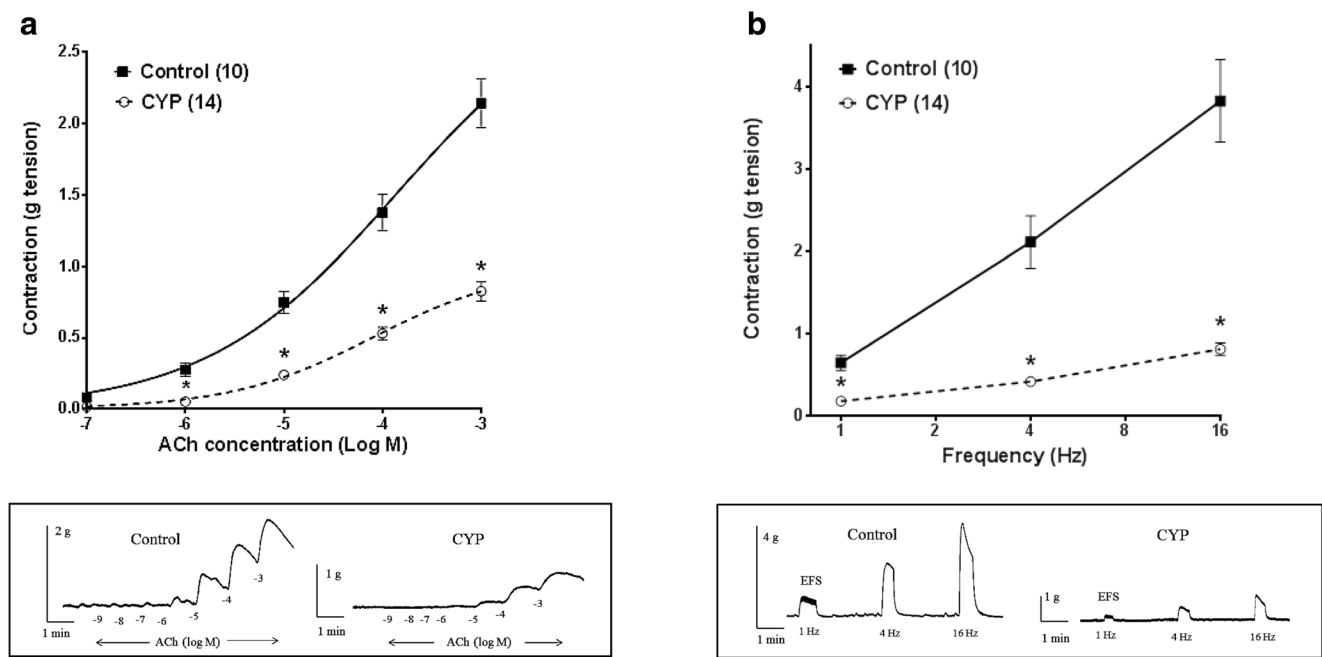 a
2.5
2.0
1.5
1.0
0.5
0.0
Control (10)
CYP (14)
*
*
*
*
-7 -6 -5 -4 -3
ACh concentration (Log M)
Contraction (g tension)
b
4
3
2
1
0
Control (10)
CYP (14)
*
*
*
1 2 4 8 16
Frequency (Hz)
Contraction (g tension)
2 g
Control
-9 -8 -7 -6 -5 -4 -3
1 min
ACh (log M)
CYP
1 g
-9 -8 -7 -6 -5 -4 -3
1 min
ACh (log M)
4 g
Control
EFS
1 Hz 4 Hz 16 Hz
1 min
CYP
1 g
EFS
1 Hz 4 Hz 16 Hz
1 min